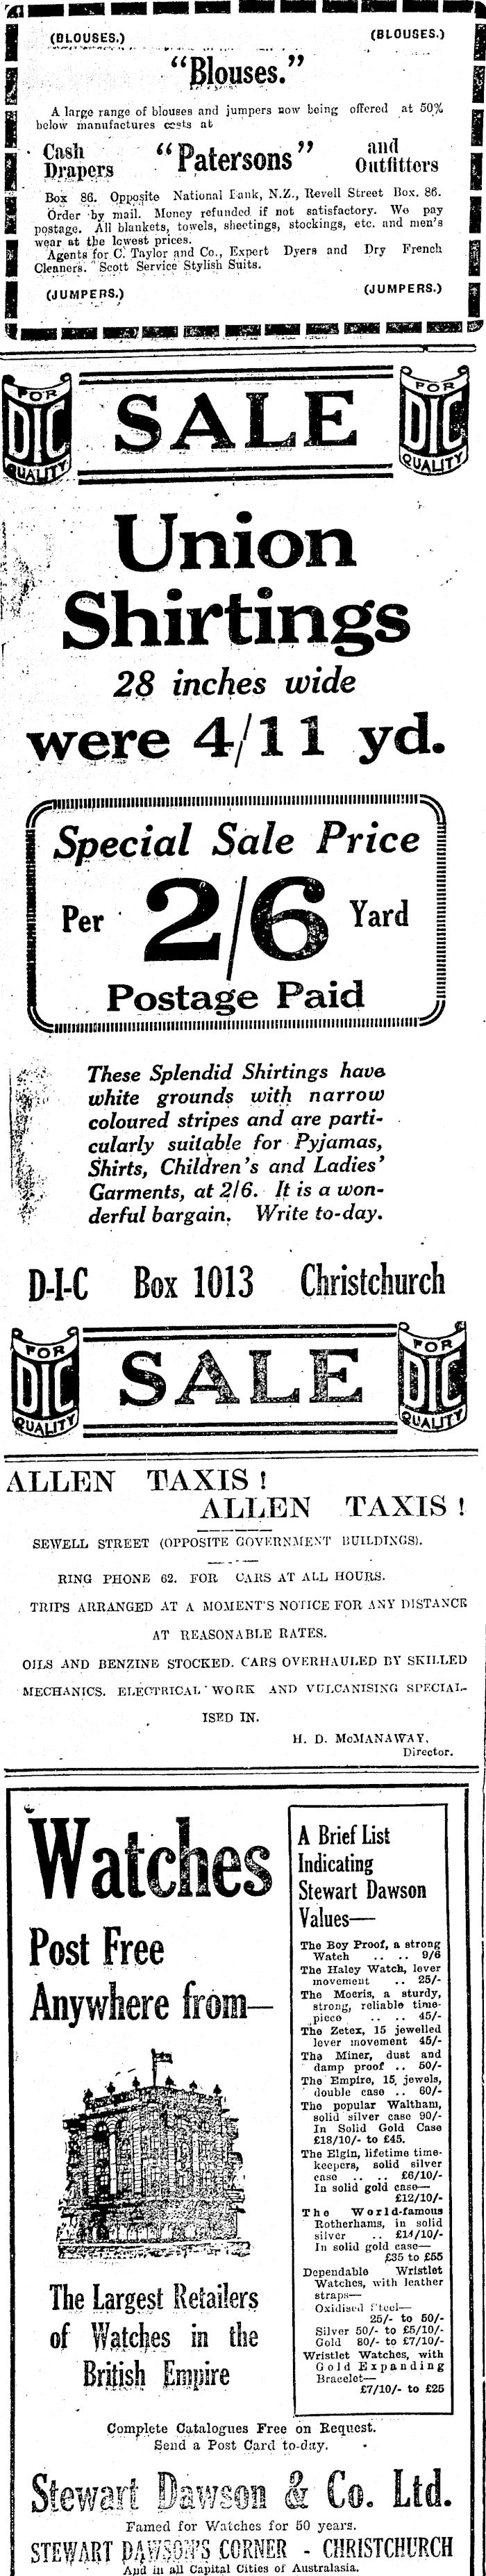 (BLOUSES.) (BLOUSES.)
"Blouses."
A large range of blouses and jumpers now being offered at 50%
below manufactures costs at
Cash Drapers "Patersons" and Outfitters
Box 86. Opposite National Bank, N.Z., Revell Street Box. 86.
Order by mail. Money refunded if not satisfactory. We pay
postage. All blankets, towels, sheetings, stockings, etc. and men's
wear at the lowest prices.
Agents for C. Taylor and Co., Expert Dyers and Dry French
Cleaners. Scott Service Stylish Suits.
(JUMPERS.) (JUMPERS.)
FOR DIC QUALITY SALE FOR DIC QUALITY
Union
Shirtings
28 inches wide
were 4/11 yd.
Special Sale Price
Per 2/6 Yard
Postage Paid
These Splendid Shirtings have
white grounds with narrow
coloured stripes and are parti-
cularly suitable for Pyjamas,
Shirts, Children's and Ladies'
Garments, at 2/6. It is a won-
derful bargain. Write to-day.
D-I-C Box 1013 Christchurch
FOR DIC QUALITY SALE FOR DIC QUALITY
ALLEN TAXIS !
ALLEN TAXIS !
SEWELL STREET (OPPOSITE GOVERNMENT BUILDINGS).
RING PHONE 62. FOR CARS AT ALL HOURS.
TRIPS ARRANGED AT A MOMENT'S NOTICE FOR ANY DISTANCE
AT REASONABLE RATES.
OILS AND BENZINE STOCKED. CARS OVERHAULED BY SKILLED
MECHANICS. ELECTRICAL WORK AND VULCANISING SPECIAL-
ISED IN.
H. D. McMANAWAY,
Director.
Watches
Post Free
Anywhere from—
The Largest Retailers
of Watches in the
British Empire
A Brief List
Indicating
Stewart Dawson
Values—
The Boy Proof, a strong
Watch .. .. 9/6
The Haley Watch, lever
movement .. 25/-
The Moeris, a sturdy,
strong, reliable time-
piece .. .. 45/-
The Zetex, 15 jewelled
lever movement 45/-
The Miner, dust and
damp proof .. 50/-
The Empire, 15 jewels,
double case .. 60/-
The popular Waltham,
solid silver case 90/-
In Solid Gold Case
£18/10/- to £45.
The Elgin, lifetime time-
keepers, solid silver
case .. .. £6/10/-
In solid gold case—
£12/10/-
The World-famous
Rotherhams, in solid
silver .. £14/10/-
In solid gold case—
£35 to £55
Dependable Wristlet
Watches, with leather
straps—
Oxidised Steel—
25/- to 50/-
Silver 50/- to £5/10/-
Gold 80/- to £7/10/-
Wristlet Watches, with
Gold Expanding
Bracelet—
£7/10/- to £25
Complete Catalogues Free on Request.
Send a Post Card to-day.
Stewart Dawson & Co. Ltd.
Famed for Watches for 50 years.
STEWART DAWSON'S CORNER - CHRISTCHURCH
And in all Capital Cities of Australasia.